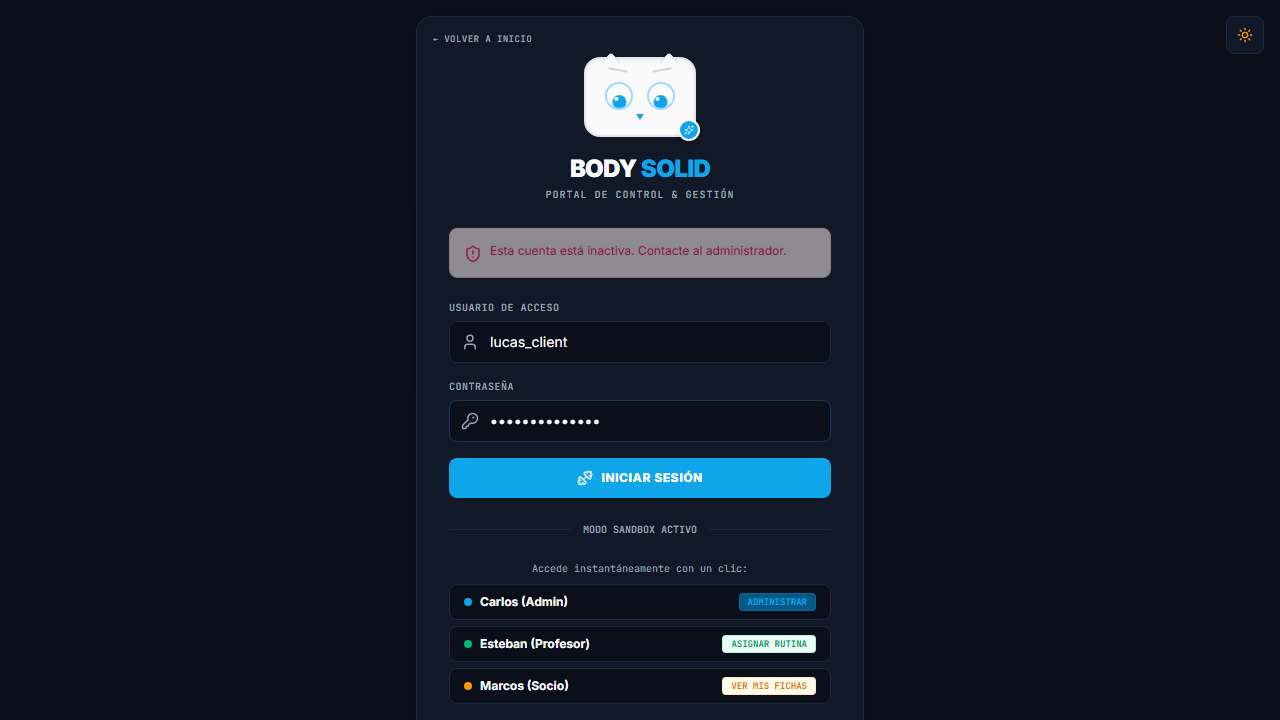 ← VOLVER A INICIO
BODY SOLID
PORTAL DE CONTROL & GESTIÓN
Esta cuenta está inactiva. Contacte al administrador.
USUARIO DE ACCESO
lucas_client
CONTRASEÑA
••••••••••••••
INICIAR SESIÓN
MODO SANDBOX ACTIVO
Accede instantáneamente con un clic:
Carlos (Admin) ADMINISTRAR
Esteban (Profesor) ASIGNAR RUTINA
Marcos (Socio) VER MIS FICHAS